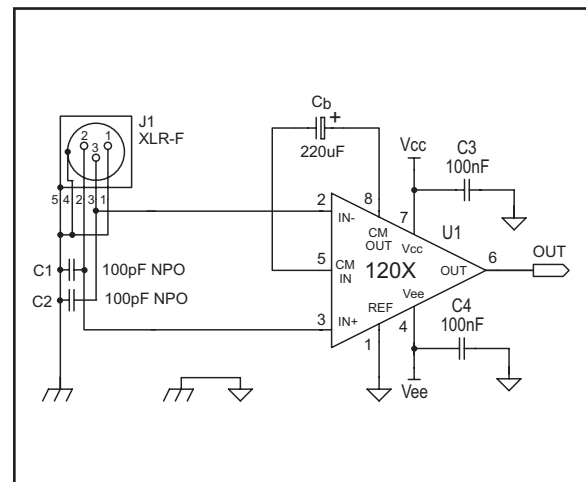 J1
XLR-F
2
1
3
5 4 2 3 1
C1
100pF NPO
C2
100pF NPO
Cb
+
220uF
Vcc
C3
100nF
2
IN-
8
CM
OUT
7
Vcc
U1
5
CM
IN
120X
OUT
6
OUT
3
IN+
REF
1
Vee
4
C4
100nF
Vee